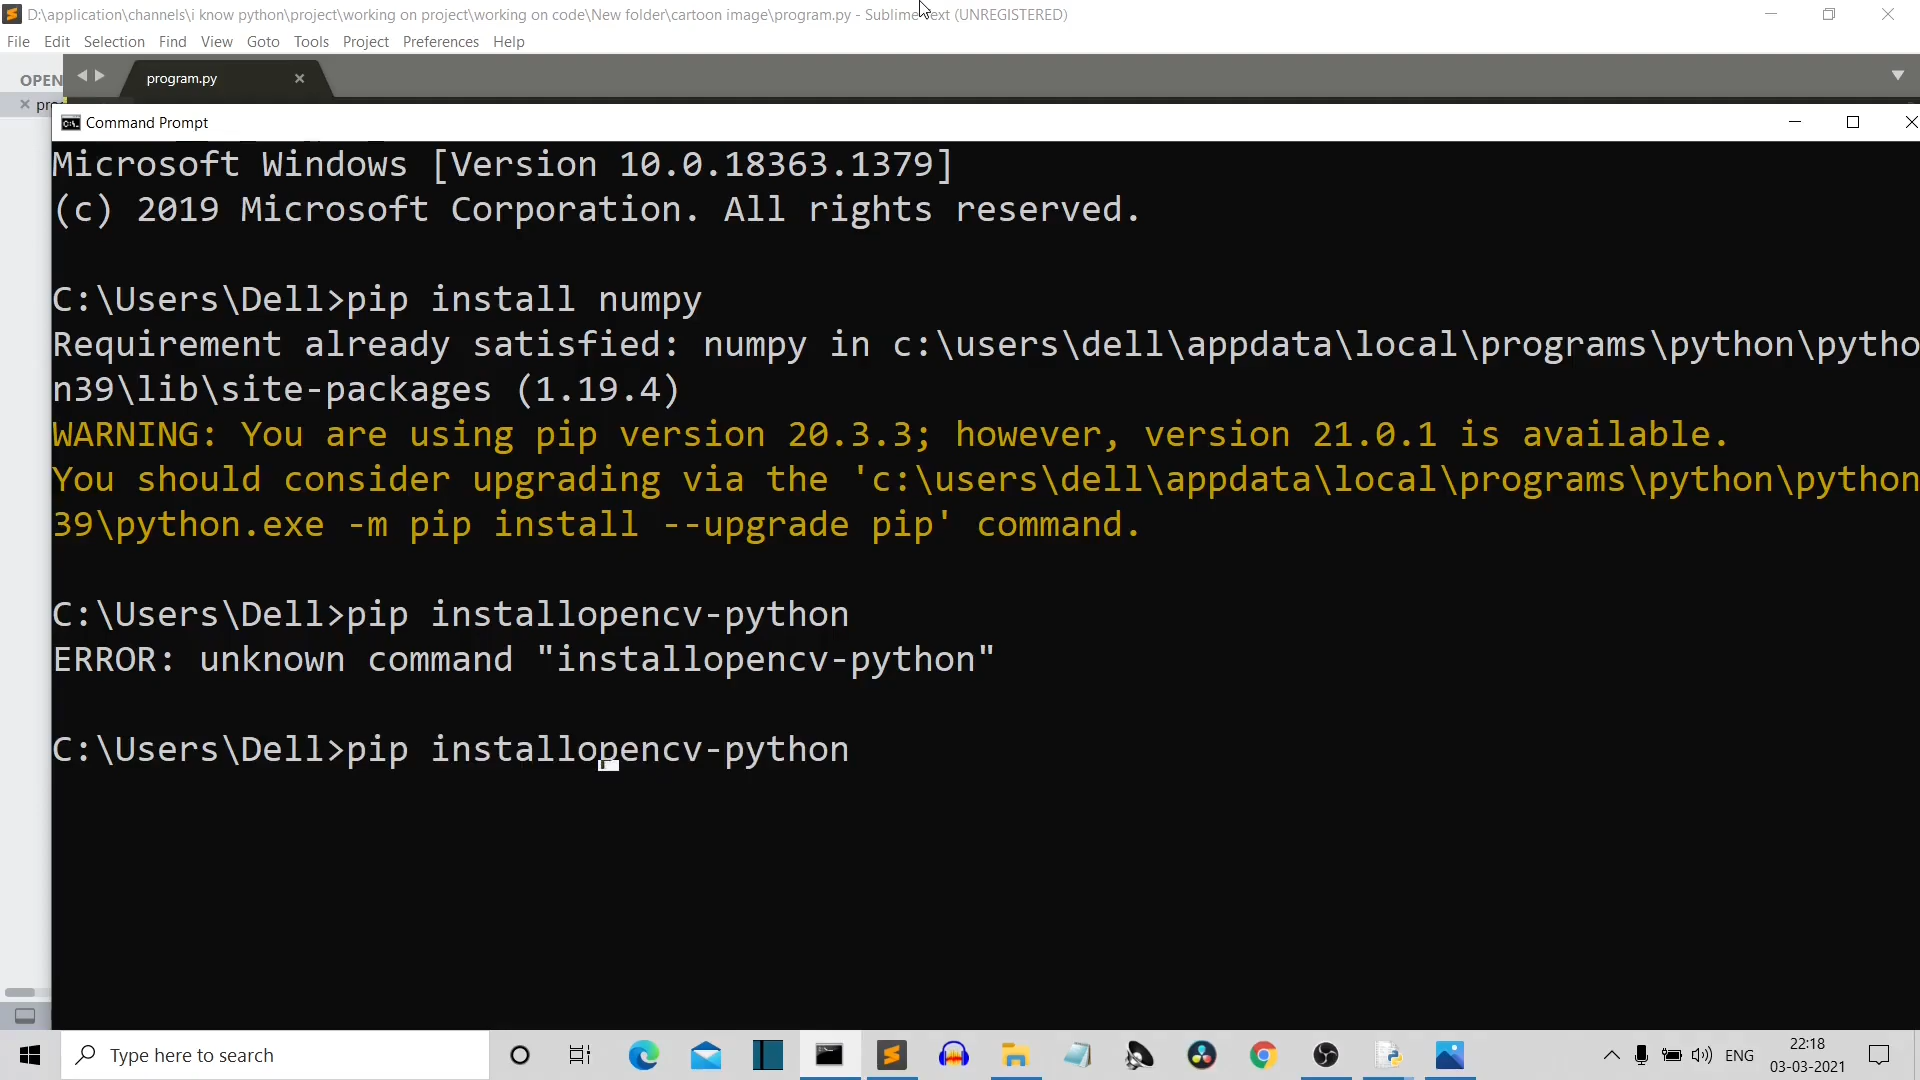 D:\application\channels\i know python\project\working on project\working on code\New folder\cartoon image\program.py - Sublime Text (UNREGISTERED)
File Edit Selection Find View Goto Tools Project Preferences Help
OPEN
program.py
Command Prompt
Microsoft Windows [Version 10.0.18363.1379]
(c) 2019 Microsoft Corporation. All rights reserved.
C:\Users\Dell>pip install numpy
Requirement already satisfied: numpy in c:\users\dell\appdata\local\programs\python\pytho
n39\lib\site-packages (1.19.4)
WARNING: You are using pip version 20.3.3; however, version 21.0.1 is available.
You should consider upgrading via the 'c:\users\dell\appdata\local\programs\python\python
39\python.exe -m pip install --upgrade pip' command.
C:\Users\Dell>pip installopencv-python
ERROR: unknown command "installopencv-python"
C:\Users\Dell>pip installopencv-python
Type here to search
ENG
22:18
03-03-2021